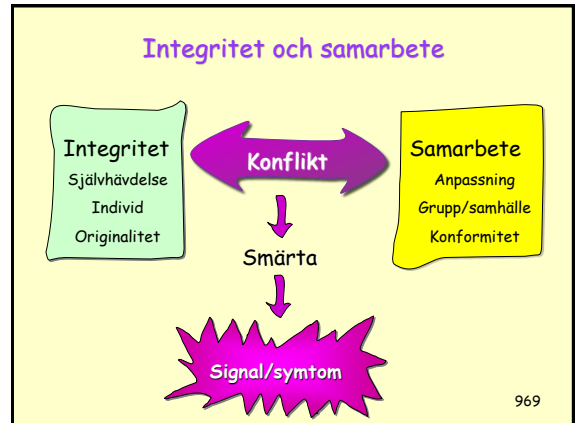 Integritet och samarbete
Integritet
Självhävdelse
Individ
Originalitet
Konflikt
Samarbete
Anpassning
Grupp/samhälle
Konformitet
Smärta
Signal/symtom
969